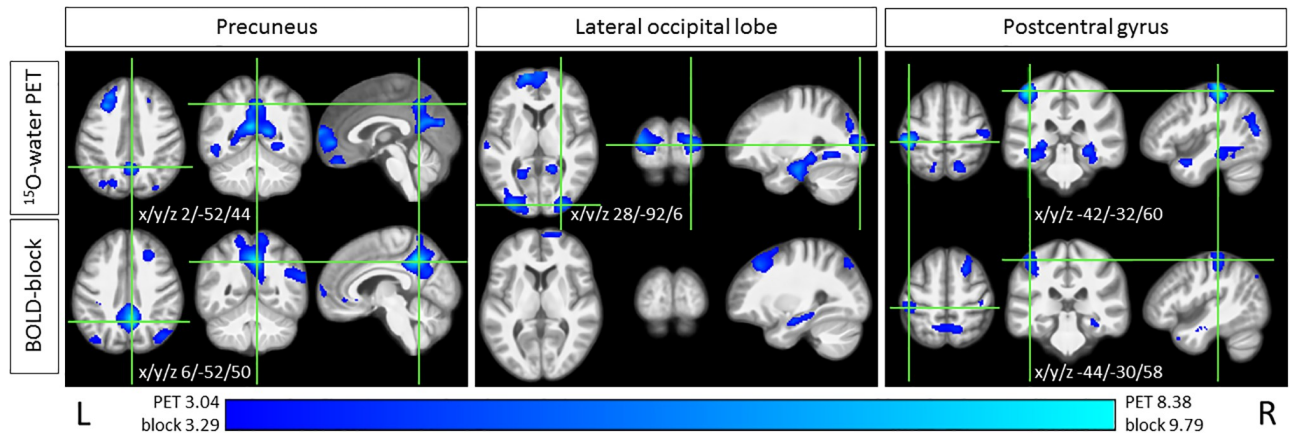 Precuneus
Lateral occipital lobe
Postcentral gyrus
¹⁵O-water PET
x/y/z 2/-52/44
x/y/z 28/-92/6
x/y/z -42/-32/60
BOLD-block
x/y/z 6/-52/50
x/y/z -44/-30/58
L
PET 3.04
block 3.29
PET 8.38
block 9.79
R